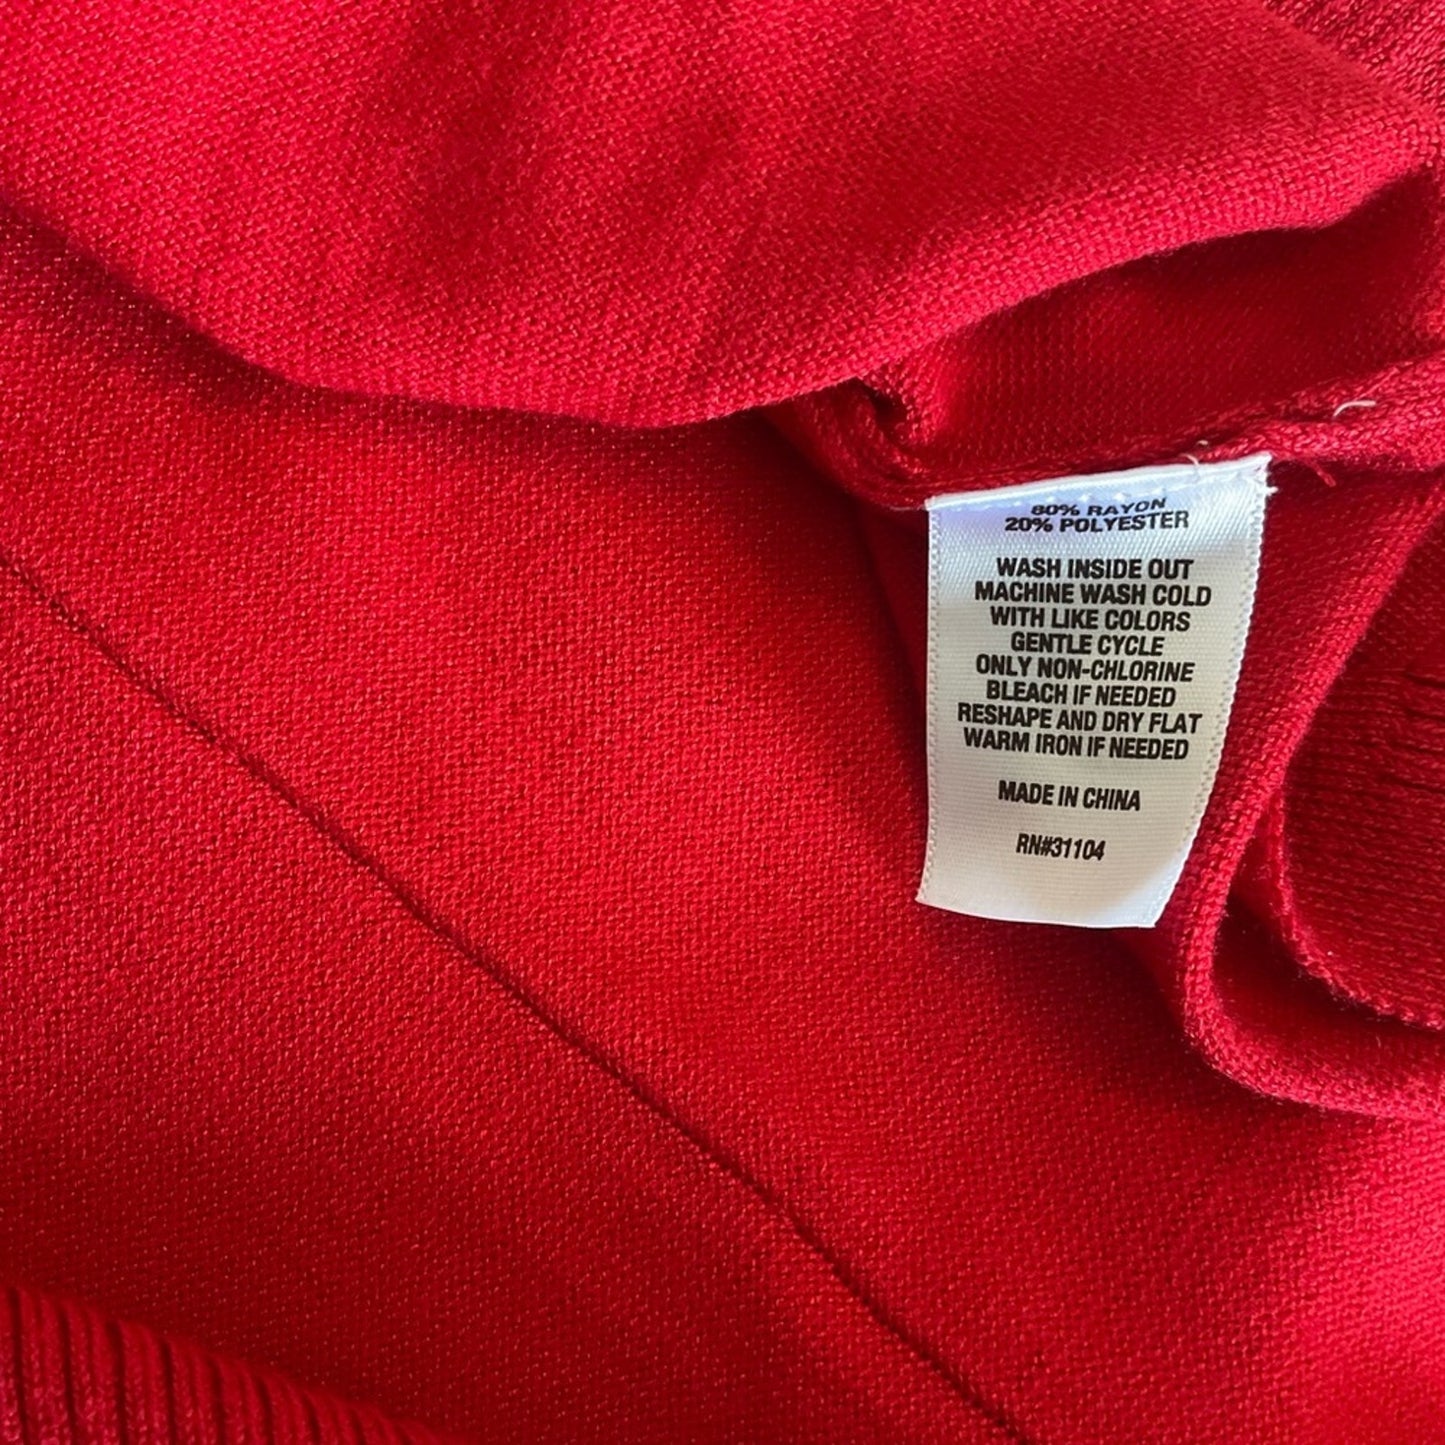 80% RAYON
20% POLYESTER
WASH INSIDE OUT
MACHINE WASH COLD
WITH LIKE COLORS
GENTLE CYCLE
ONLY NON-CHLORINE
BLEACH IF NEEDED
RESHAPE AND DRY FLAT
WARM IRON IF NEEDED
MADE IN CHINA
RN#31104